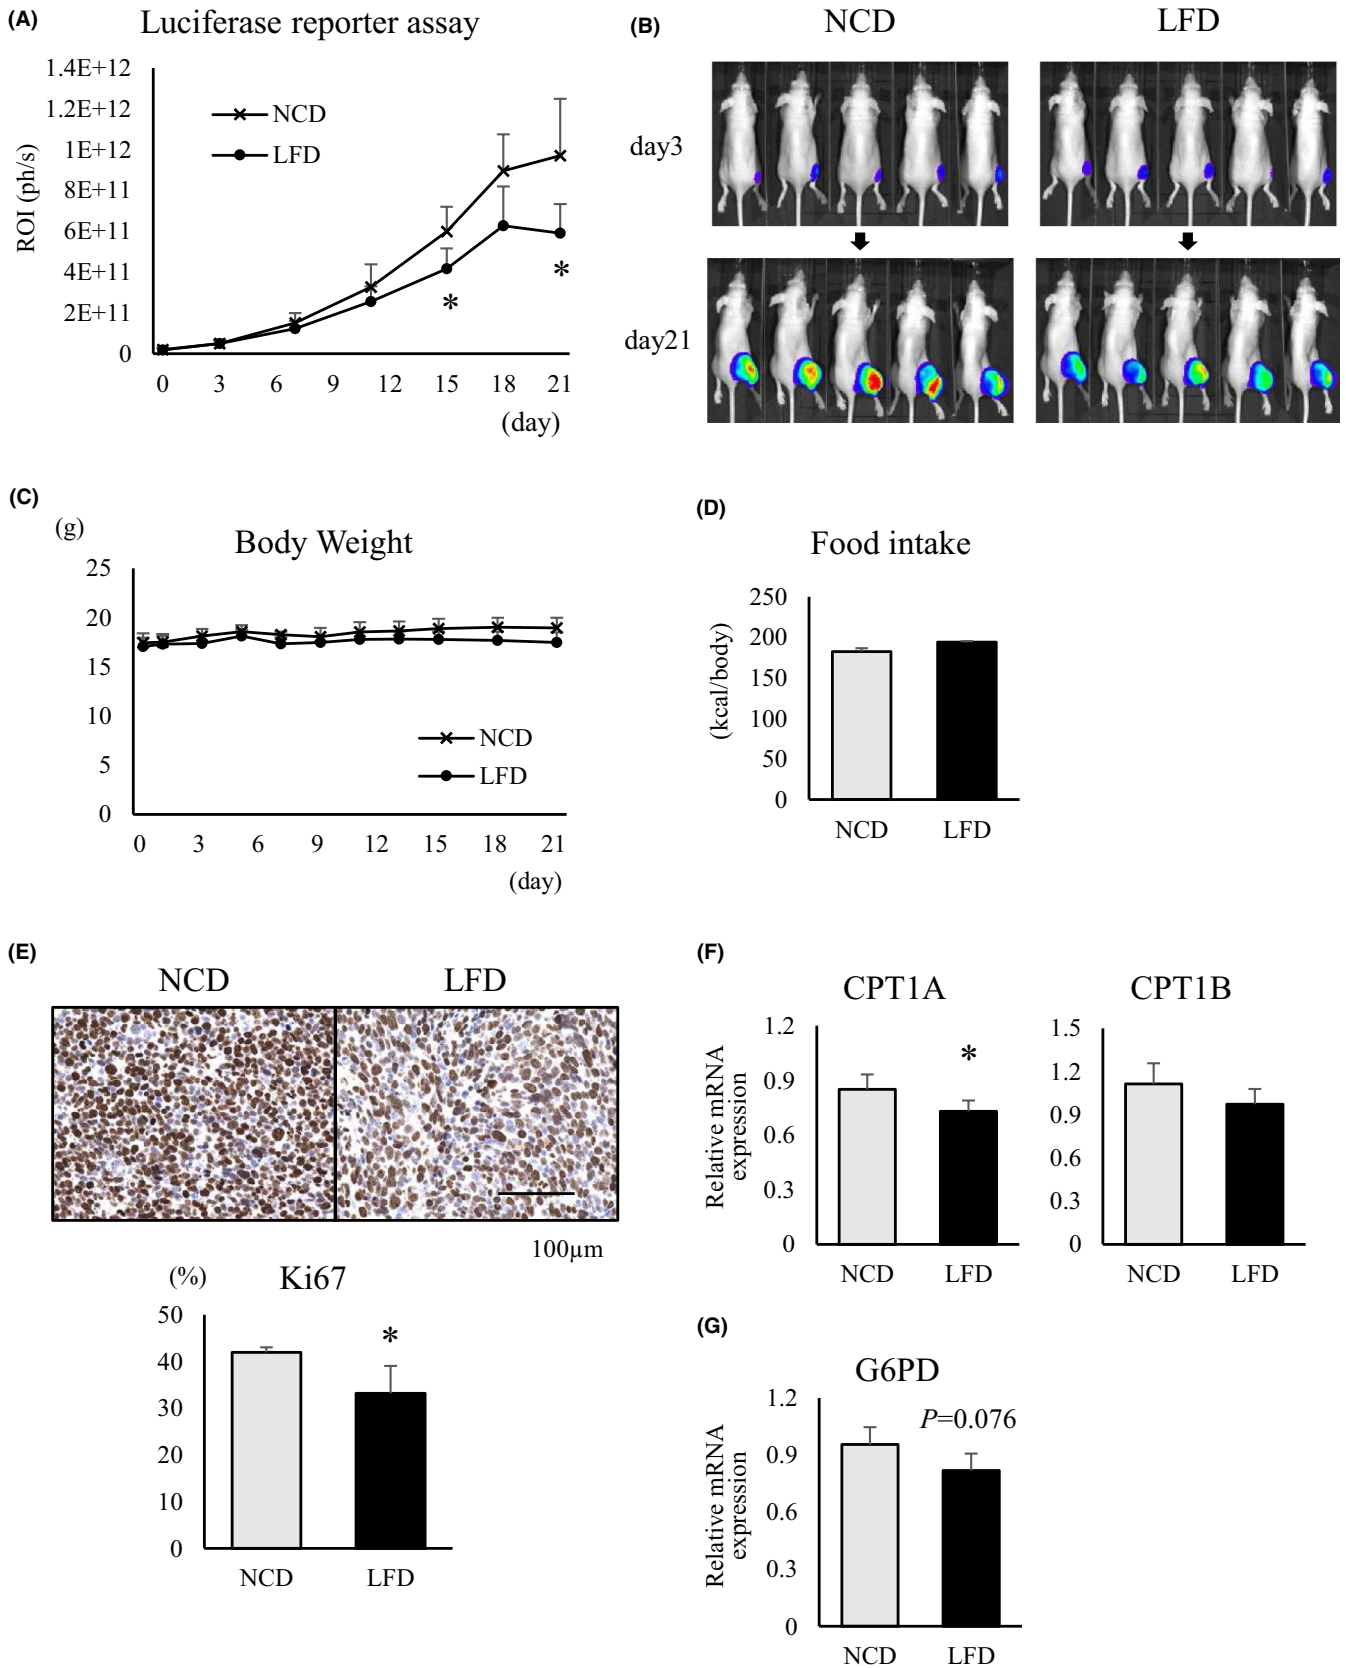 (A)
Luciferase reporter assay
ROI (ph/s)
1.4E+12
1.2E+12
1E+12
8E+11
6E+11
4E+11
2E+11
0
NCD
LFD
*
*
0 3 6 9 12 15 18 21
(day)
(B)
NCD LFD
day3
day21
(C)
(g)
Body Weight
25
20
15
10
5
0
NCD
LFD
0 3 6 9 12 15 18 21
(day)
(D)
Food intake
(kcal/body)
250
200
150
100
50
0
NCD LFD
(E)
NCD LFD
100µm
(%)
Ki67
50
40
30
20
10
0
*
NCD LFD
(F)
CPT1A
Relative mRNA
expression
1.2
0.9
0.6
0.3
0
*
NCD LFD
CPT1B
1.5
1.2
0.9
0.6
0.3
0
NCD LFD
(G)
G6PD
Relative mRNA
expression
1.2
0.9
0.6
0.3
0
P=0.076
NCD LFD